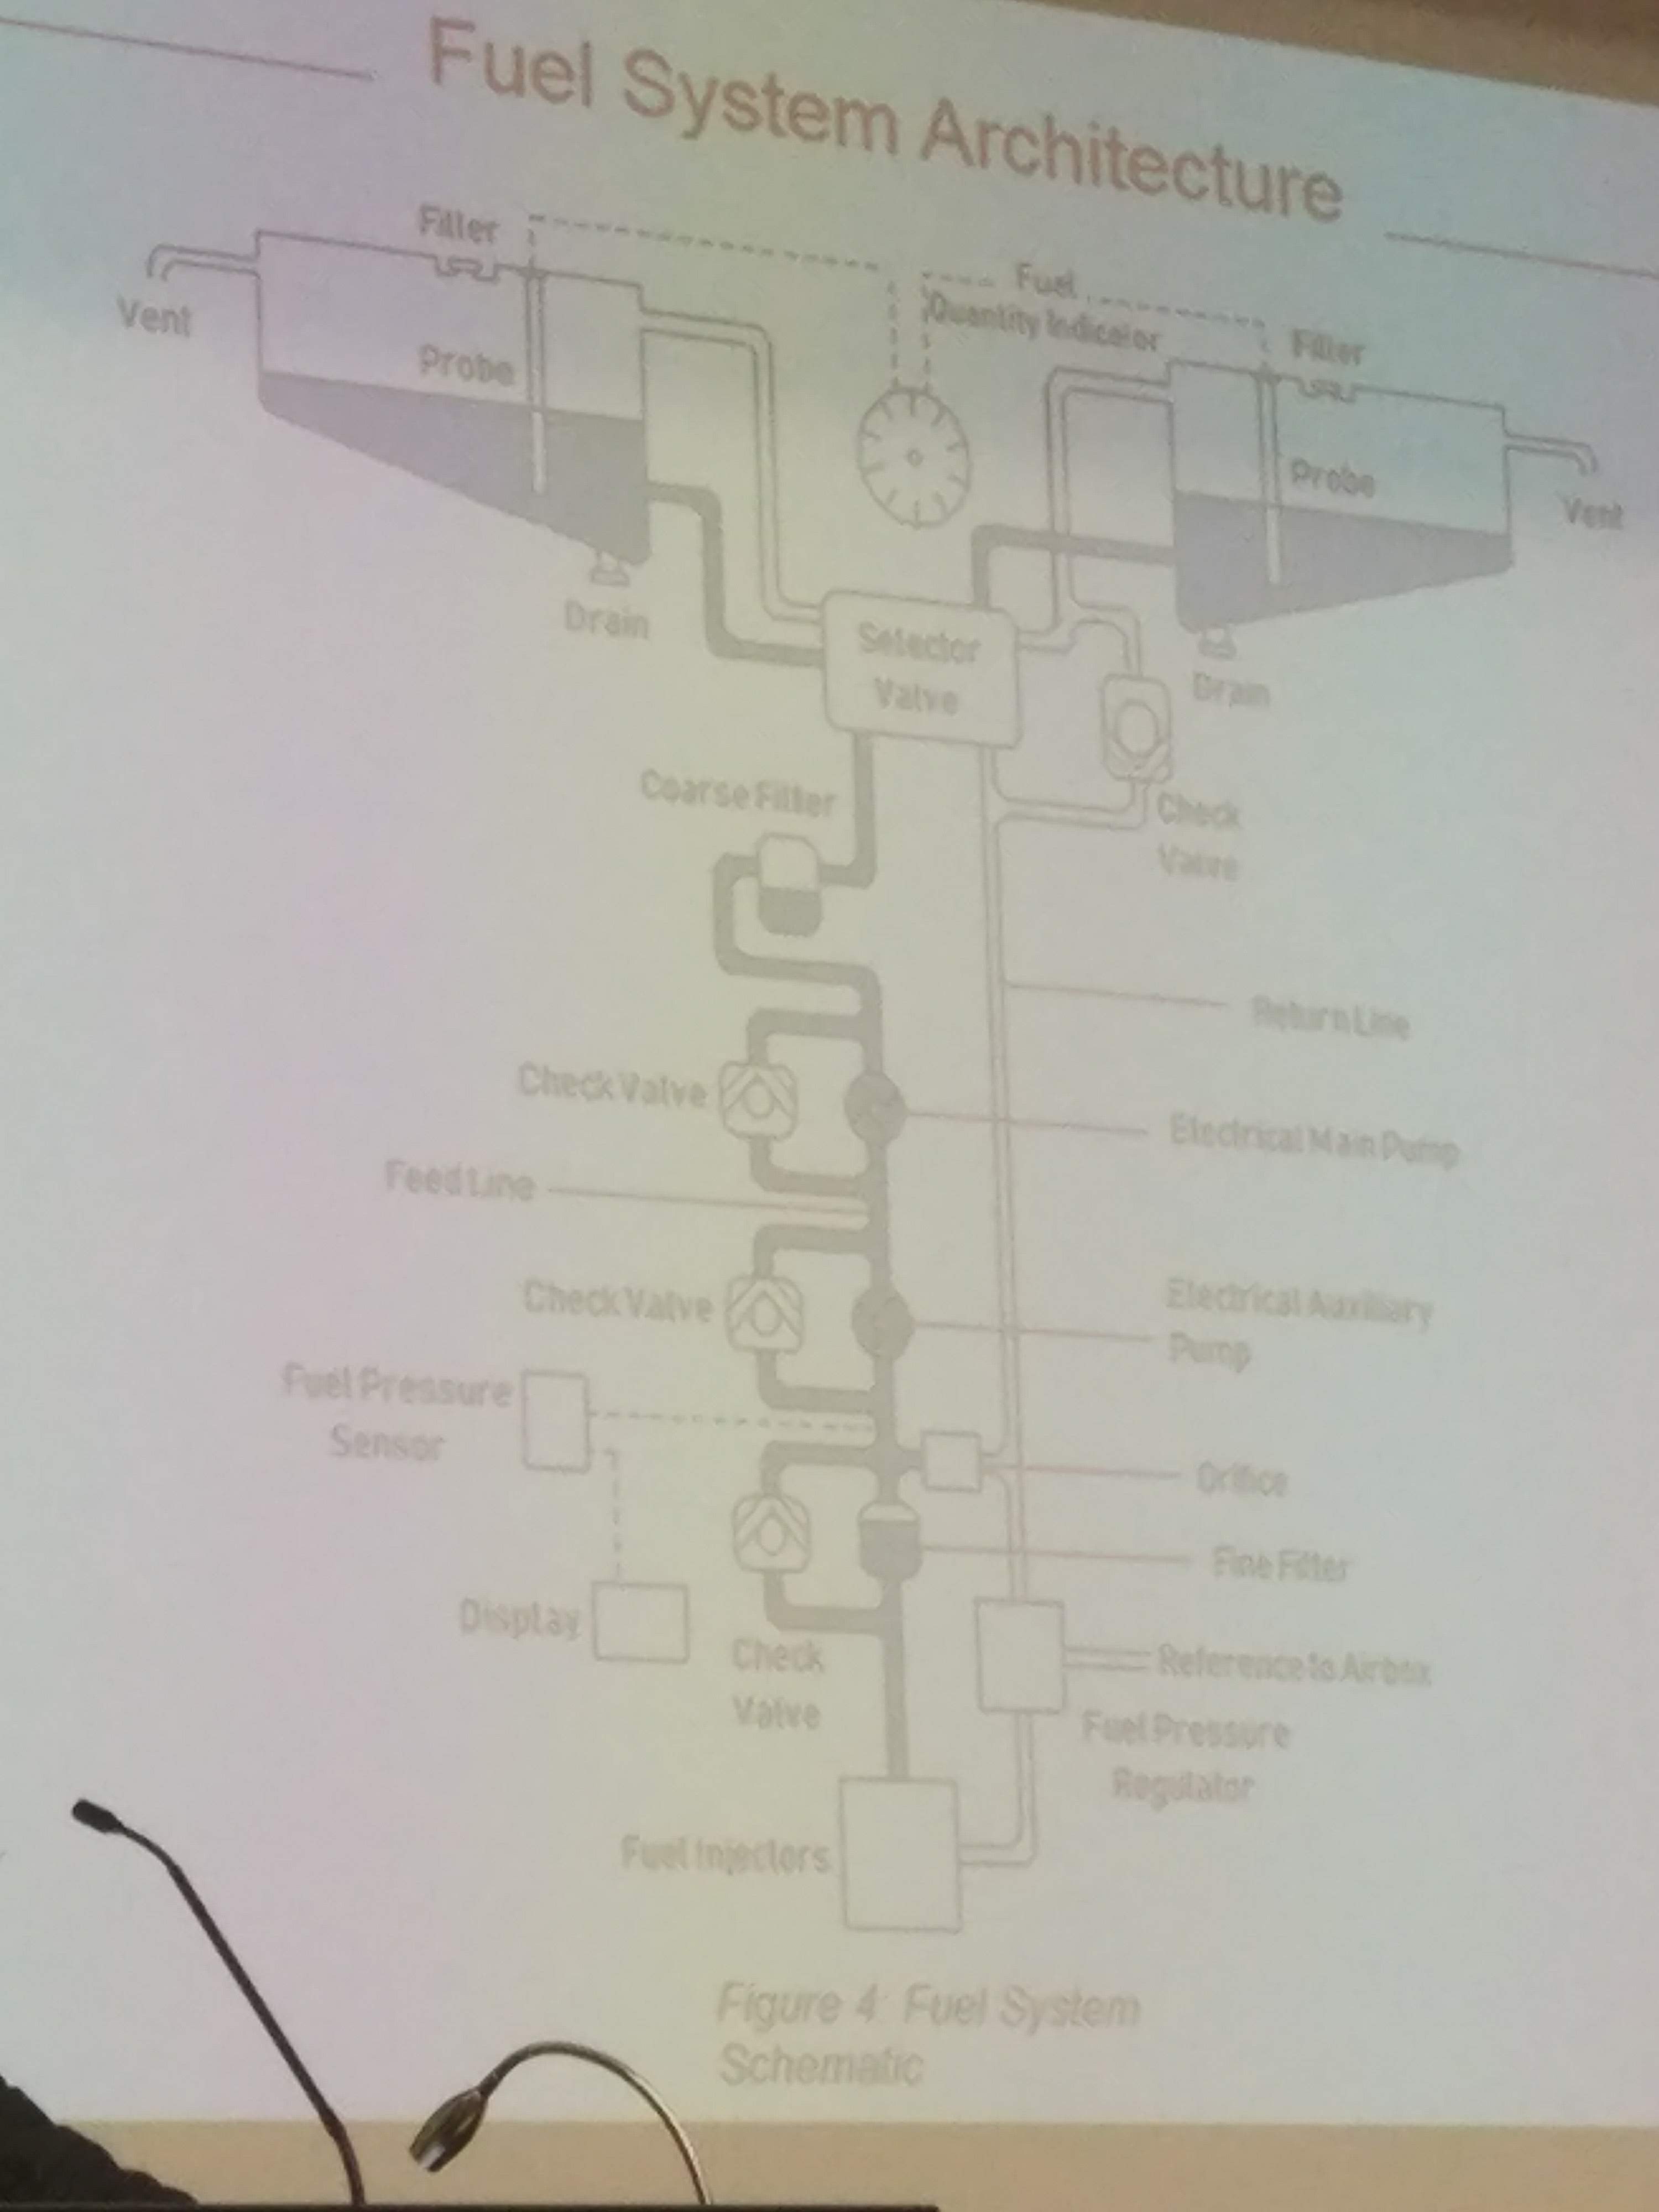 Fuel System Architecture
Filler
Fuel
Quantity Indicator
Filler
Vent
Probe
Probe
Vent
Drain
Selector
Valve
Drain
Coarse Filter
Check
Valve
Return Line
Check Valve
Electrical Main Pump
Feed Line
Check Valve
Electrical Auxiliary
Pump
Fuel Pressure
Sensor
Orifice
Fine Filter
Display
Check
Valve
Reference to Airbox
Fuel Pressure
Regulator
Fuel Injectors
Figure 4: Fuel System
Schematic